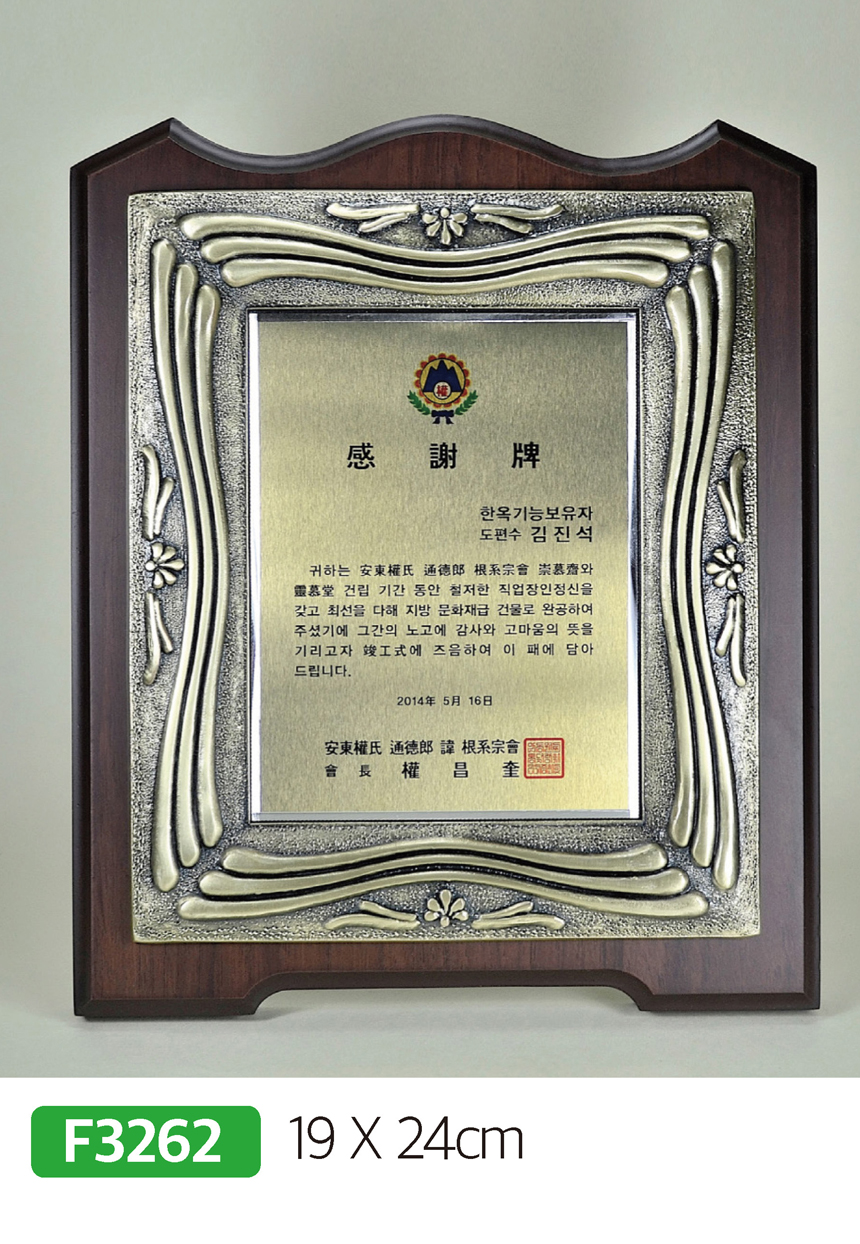 權
感 謝 牌
한옥기능보유자
도편수 김진석
귀하는 安東權氏 通德郎 根系宗會 崇慕齋와
靈慕堂 건립 기간 동안 철저한 직업장인정신을
갖고 최선을 다해 지방 문화재급 건물로 완공하여
주셨기에 그간의 노고에 감사와 고마움의 뜻을
기리고자 竣工式에 즈음하여 이 패에 담아
드립니다.
2014年 5月 16日
安東權氏 通德郎 諱 根系宗會
會 長 權 昌 奎
F3262 19 X 24cm